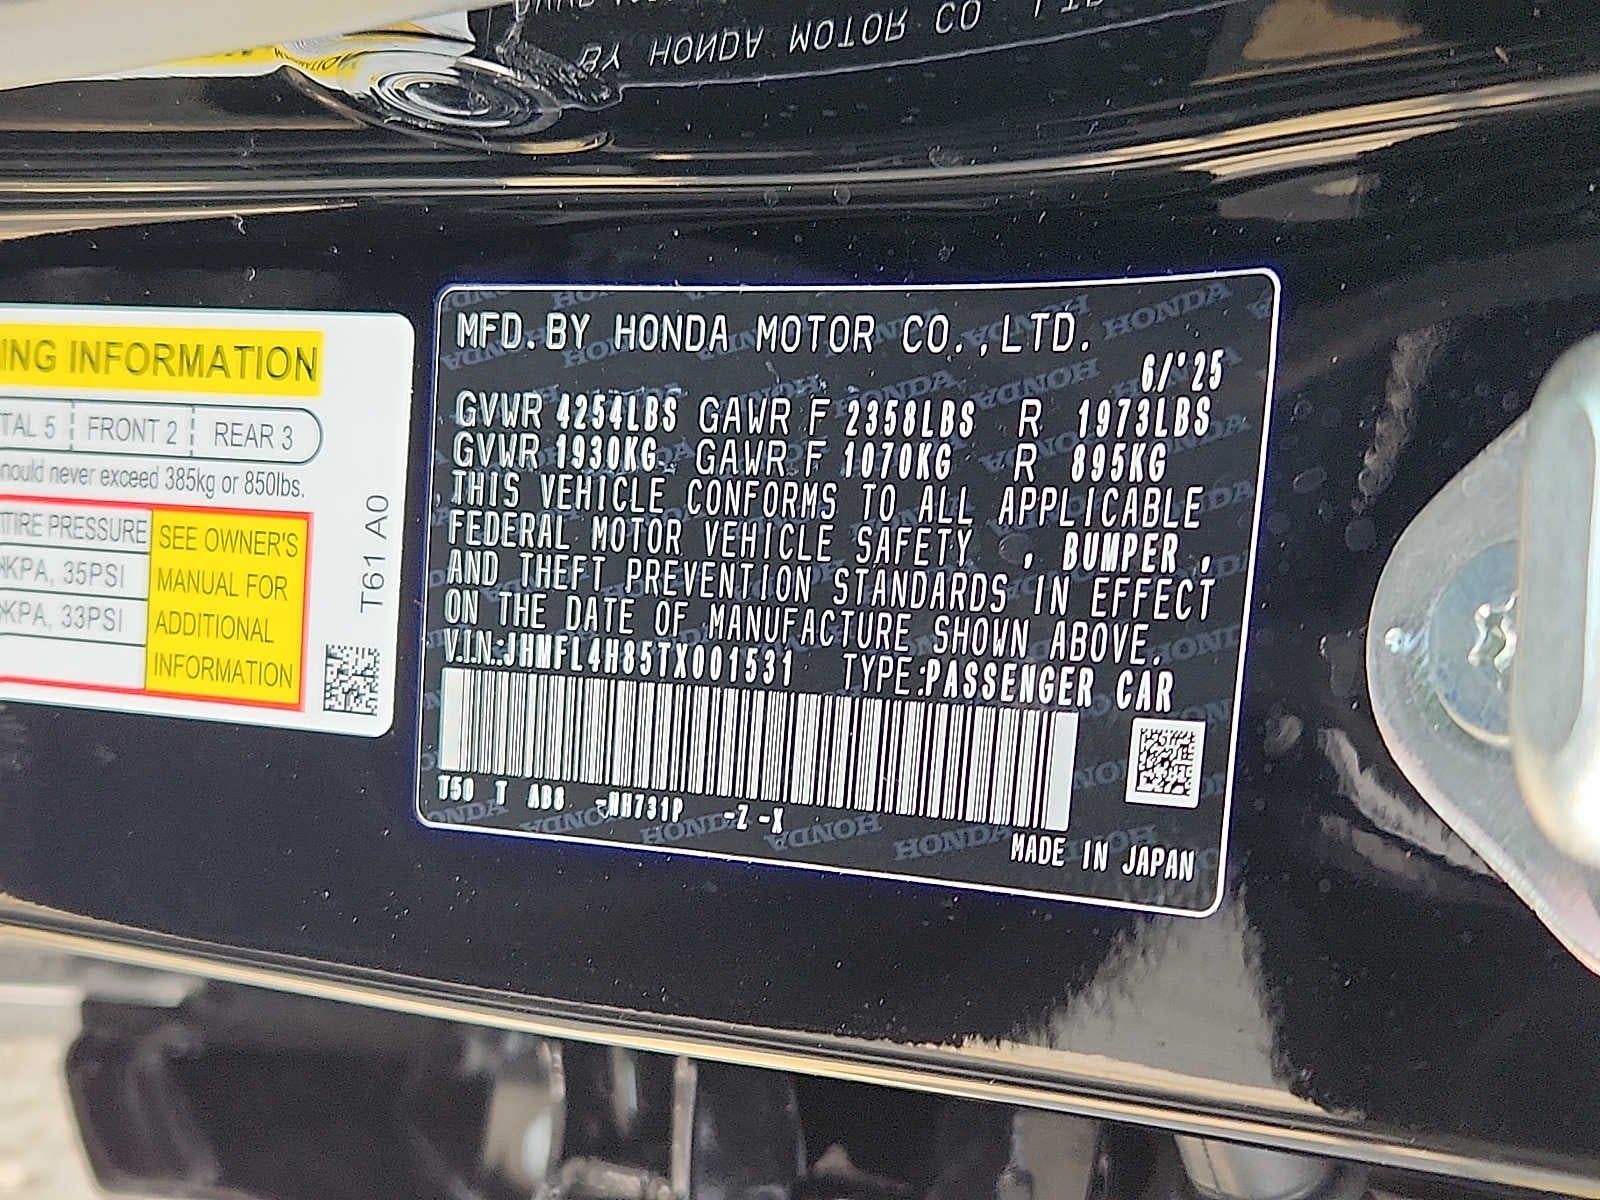 BY HONDA MOTOR CO., LTD.
ING INFORMATION
TAL 5 FRONT 2 REAR 3
should never exceed 385kg or 850lbs.
TIRE PRESSURE
KPA, 35PSI
KPA, 33PSI
SEE OWNER'S
MANUAL FOR
ADDITIONAL
INFORMATION
T61 A0
MFD. BY HONDA MOTOR CO., LTD.
6/'25
GVWR 4254LBS GAWR F 2358LBS R 1973LBS
GVWR 1930KG GAWR F 1070KG R 895KG
THIS VEHICLE CONFORMS TO ALL APPLICABLE
FEDERAL MOTOR VEHICLE SAFETY , BUMPER ,
AND THEFT PREVENTION STANDARDS IN EFFECT
ON THE DATE OF MANUFACTURE SHOWN ABOVE.
V.I.N.:JHMFL4H85TX001531 TYPE:PASSENGER CAR
T50 T AD8 -NH731P -Z -X
MADE IN JAPAN